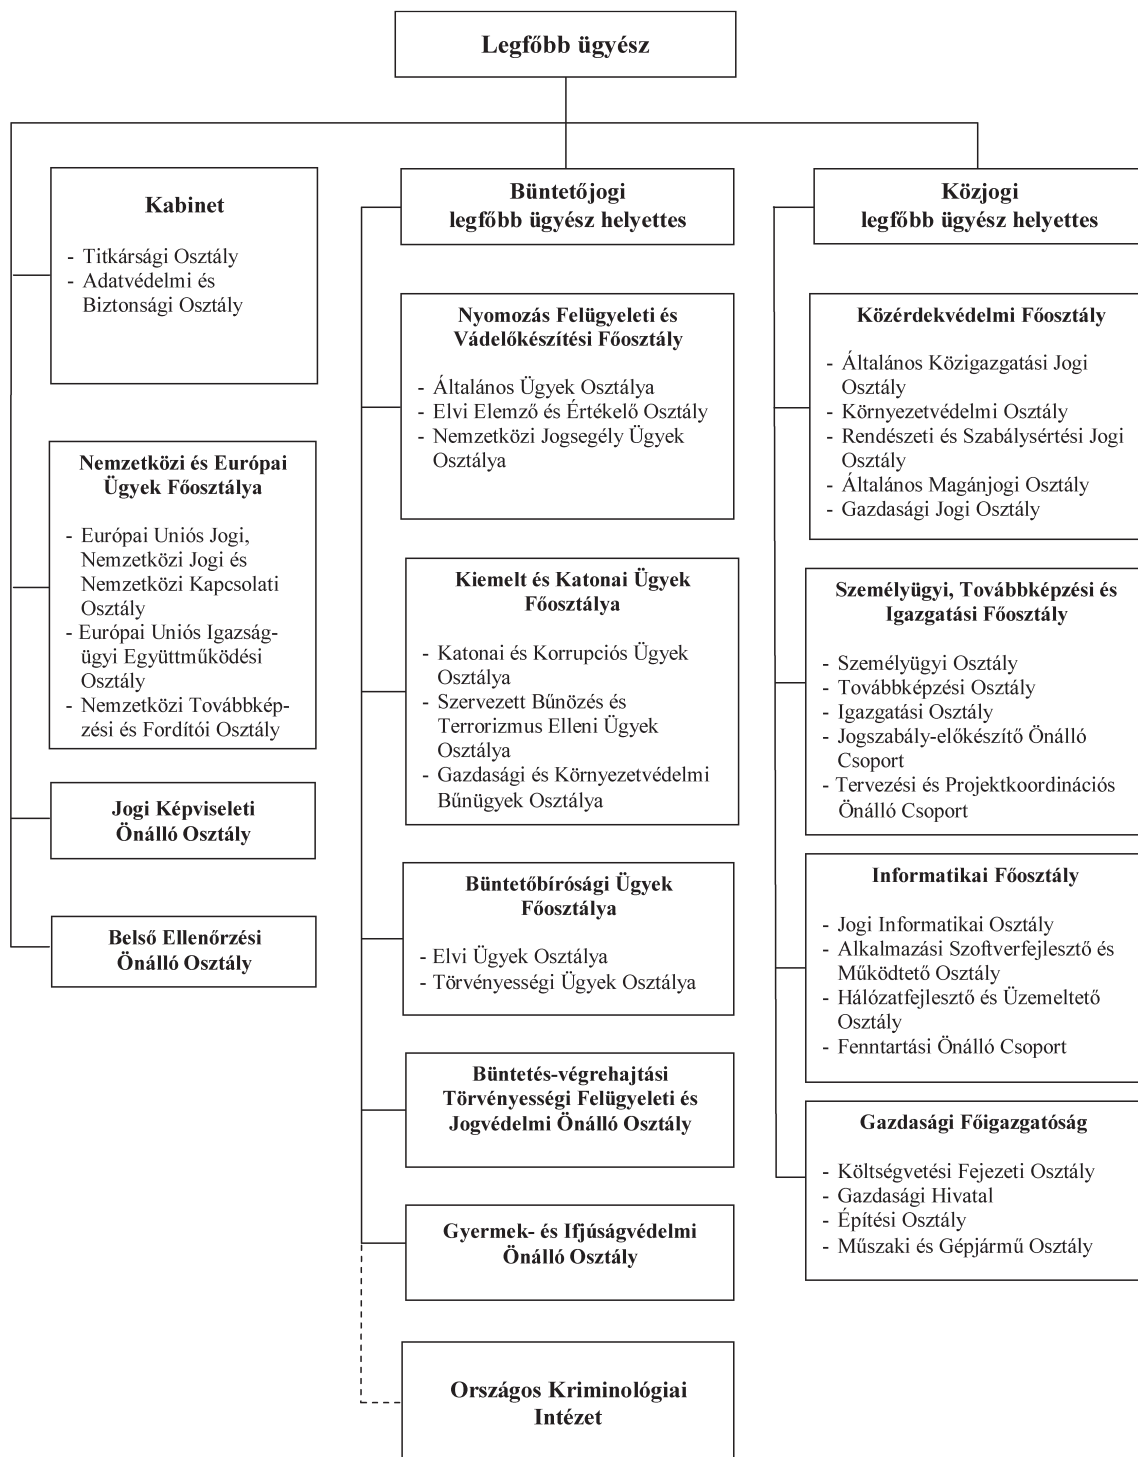 Legfőbb ügyész
Kabinet
- Titkársági Osztály
- Adatvédelmi és
Biztonsági Osztály
Nemzetközi és Európai
Ügyek Főosztálya
- Európai Uniós Jogi,
Nemzetközi Jogi és
Nemzetközi Kapcsolati
Osztály
- Európai Uniós Igazság-
ügyi Együttműködési
Osztály
- Nemzetközi Továbbkép-
zési és Fordítói Osztály
Jogi Képviseleti
Önálló Osztály
Belső Ellenőrzési
Önálló Osztály
Büntetőjogi
legfőbb ügyész helyettes
Nyomozás Felügyeleti és
Vádelőkészítési Főosztály
- Általános Ügyek Osztálya
- Elvi Elemző és Értékelő Osztály
- Nemzetközi Jogsegély Ügyek
Osztálya
Kiemelt és Katonai Ügyek
Főosztálya
- Katonai és Korrupciós Ügyek
Osztálya
- Szervezett Bűnözés és
Terrorizmus Elleni Ügyek
Osztálya
- Gazdasági és Környezetvédelmi
Bűnügyek Osztálya
Büntetőbírósági Ügyek
Főosztálya
- Elvi Ügyek Osztálya
- Törvényességi Ügyek Osztálya
Büntetés-végrehajtási
Törvényességi Felügyeleti és
Jogvédelmi Önálló Osztály
Gyermek- és Ifjúságvédelmi
Önálló Osztály
Országos Kriminológiai
Intézet
Közjogi
legfőbb ügyész helyettes
Közérdekvédelmi Főosztály
- Általános Közigazgatási Jogi
Osztály
- Környezetvédelmi Osztály
- Rendészeti és Szabálysértési Jogi
Osztály
- Általános Magánjogi Osztály
- Gazdasági Jogi Osztály
Személyügyi, Továbbképzési és
Igazgatási Főosztály
- Személyügyi Osztály
- Továbbképzési Osztály
- Igazgatási Osztály
- Jogszabály-előkészítő Önálló
Csoport
- Tervezési és Projektkoordinációs
Önálló Csoport
Informatikai Főosztály
- Jogi Informatikai Osztály
- Alkalmazási Szoftverfejlesztő és
Működtető Osztály
- Hálózatfejlesztő és Üzemeltető
Osztály
- Fenntartási Önálló Csoport
Gazdasági Főigazgatóság
- Költségvetési Fejezeti Osztály
- Gazdasági Hivatal
- Építési Osztály
- Műszaki és Gépjármű Osztály